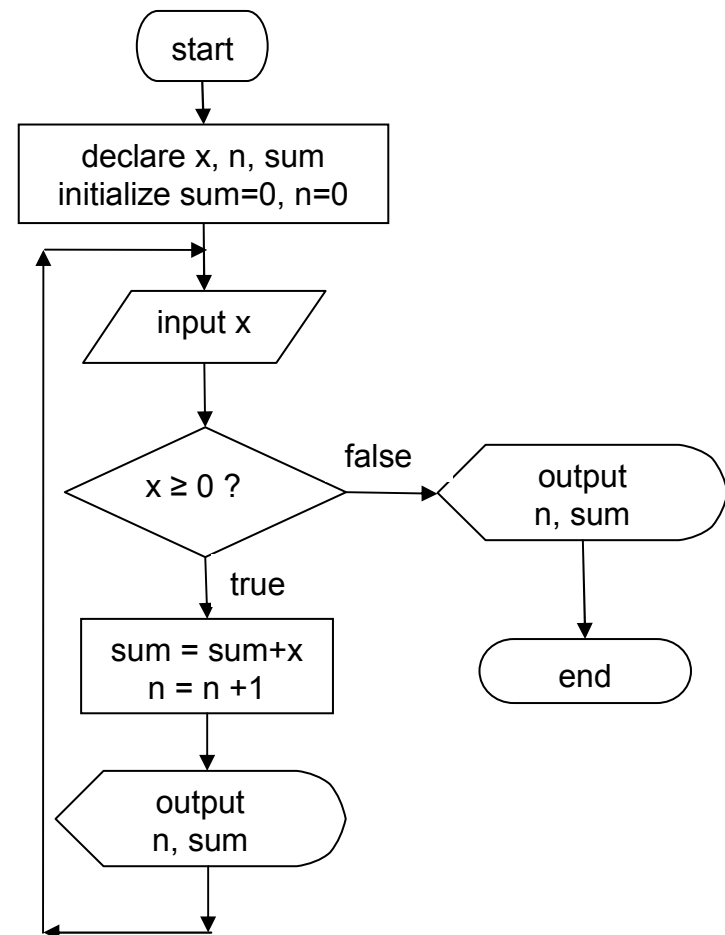 start
declare x, n, sum
initialize sum=0, n=0
input x
x ≥ 0 ?
false
output
n, sum
true
sum = sum+x
n = n +1
end
output
n, sum